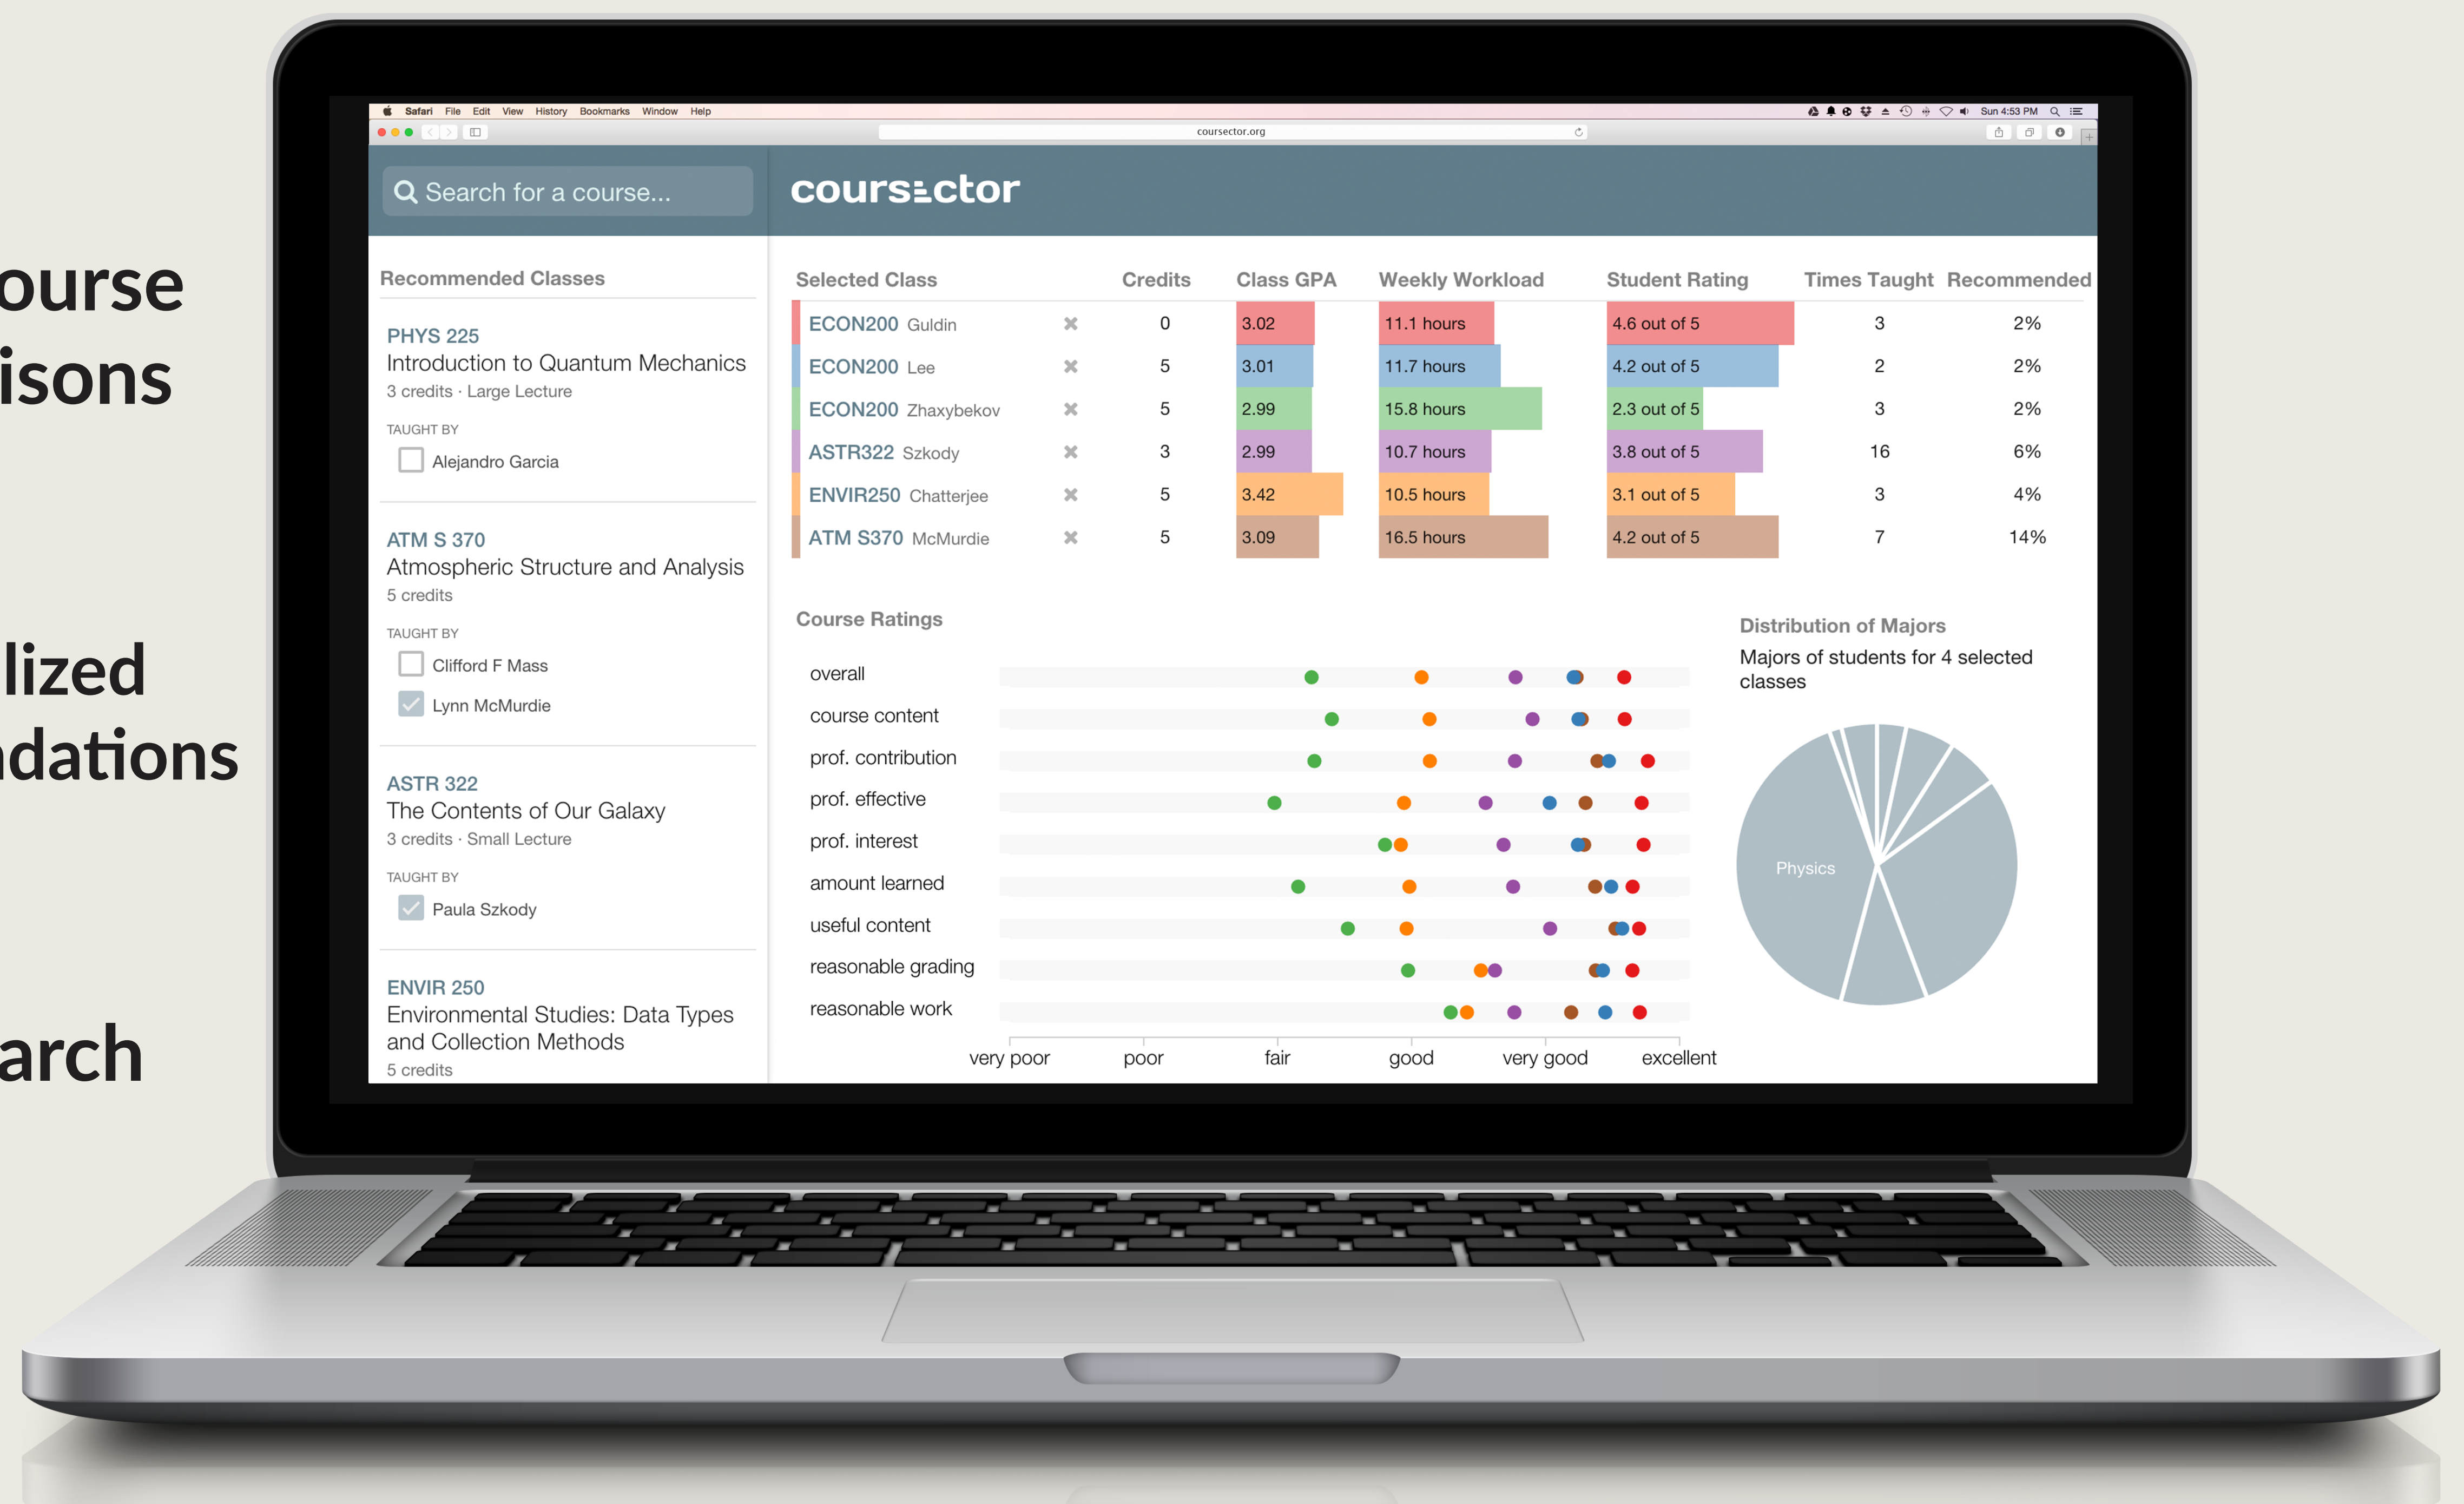 ourse
isons
lized
dations
arch
Safari File Edit View History Bookmarks Window Help
Sun 4:53 PM
coursector.org
Search for a course...
coursector
Recommended Classes
PHYS 225
Introduction to Quantum Mechanics
3 credits · Large Lecture
TAUGHT BY
Alejandro Garcia
ATM S 370
Atmospheric Structure and Analysis
5 credits
TAUGHT BY
Clifford F Mass
Lynn McMurdie
ASTR 322
The Contents of Our Galaxy
3 credits · Small Lecture
TAUGHT BY
Paula Szkody
ENVIR 250
Environmental Studies: Data Types
and Collection Methods
5 credits
Selected Class Credits Class GPA Weekly Workload Student Rating Times Taught Recommended
ECON200 Guldin 0 3.02 11.1 hours 4.6 out of 5 3 2%
ECON200 Lee 5 3.01 11.7 hours 4.2 out of 5 2 2%
ECON200 Zhaxybekov 5 2.99 15.8 hours 2.3 out of 5 3 2%
ASTR322 Szkody 3 2.99 10.7 hours 3.8 out of 5 16 6%
ENVIR250 Chatterjee 5 3.42 10.5 hours 3.1 out of 5 3 4%
ATM S370 McMurdie 5 3.09 16.5 hours 4.2 out of 5 7 14%
Course Ratings
overall
course content
prof. contribution
prof. effective
prof. interest
amount learned
useful content
reasonable grading
reasonable work
very poor poor fair good very good excellent
Distribution of Majors
Majors of students for 4 selected
classes
Physics